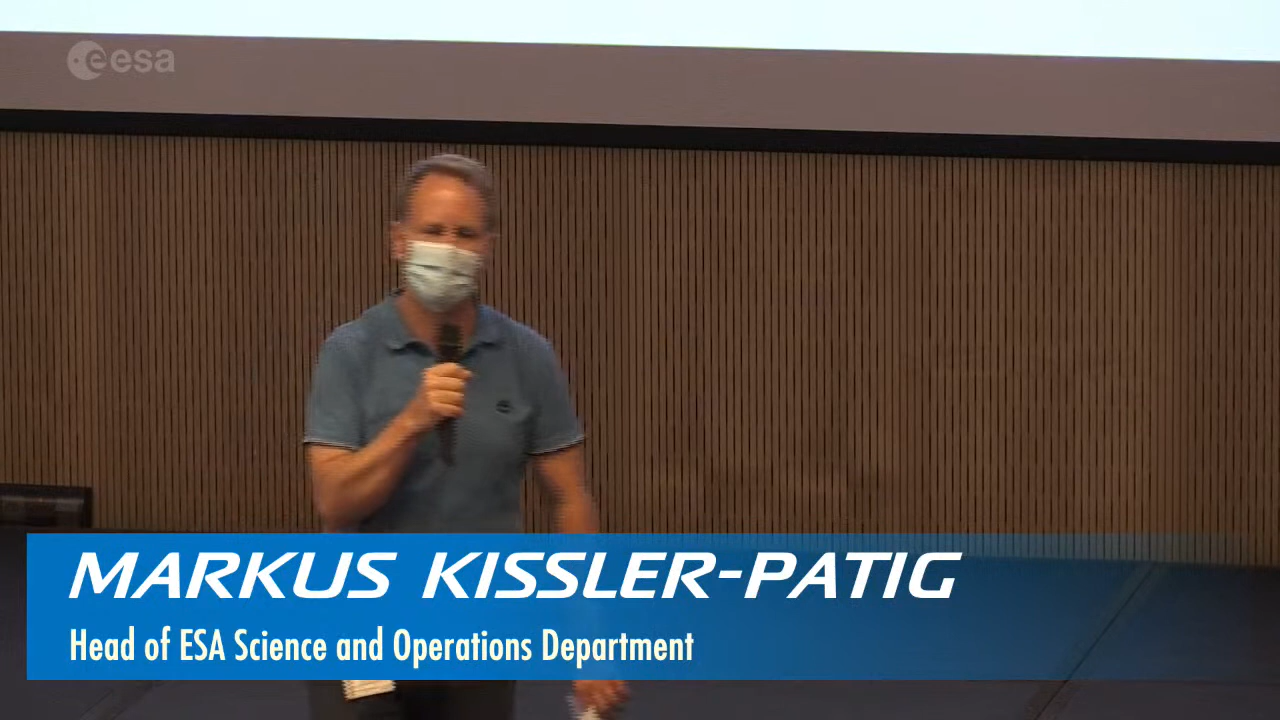 esa
MARKUS KISSLER-PATIG
Head of ESA Science and Operations Department